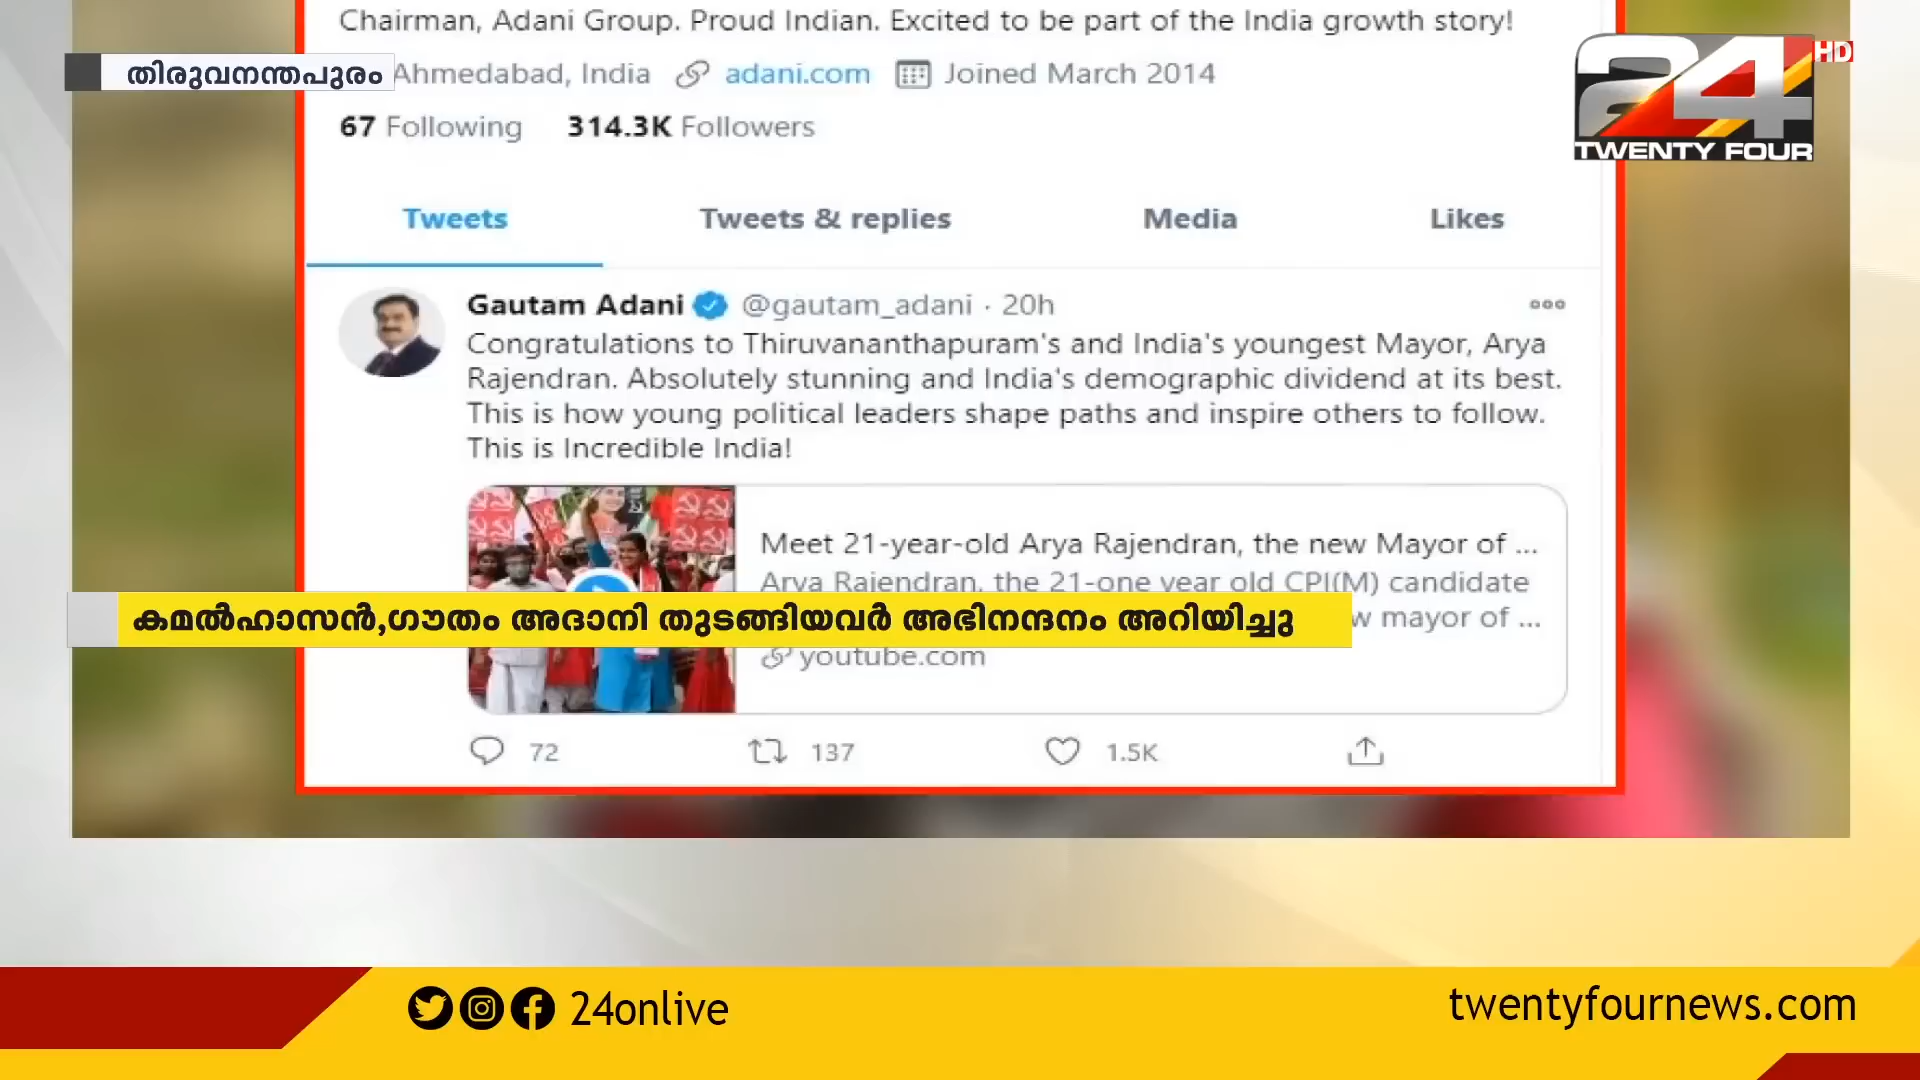 Chairman, Adani Group. Proud Indian. Excited to be part of the India growth story!
തിരുവനന്തപുരം
Ahmedabad, India adani.com Joined March 2014
67 Following 314.3K Followers
24 HD
TWENTY FOUR
Tweets Tweets & replies Media Likes
Gautam Adani @gautam_adani · 20h
Congratulations to Thiruvananthapuram's and India's youngest Mayor, Arya
Rajendran. Absolutely stunning and India's demographic dividend at its best.
This is how young political leaders shape paths and inspire others to follow.
This is Incredible India!
Meet 21-year-old Arya Rajendran, the new Mayor of ...
Arya Rajendran, the 21-one year old CPI(M) candidate
mayor of ...
കമൽഹാസൻ,ഗൗതം അദാനി തുടങ്ങിയവർ അഭിനന്ദനം അറിയിച്ചു
youtube.com
72 137 1.5K
24onlive
twentyfournews.com